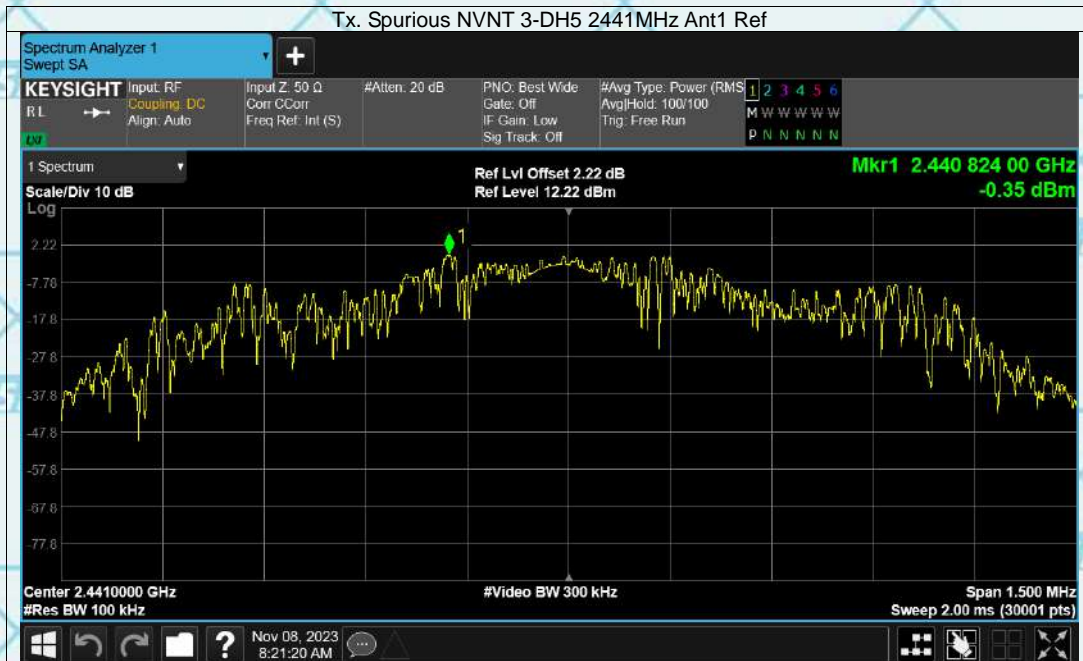 Tx. Spurious NVNT 3-DH5 2441MHz Ant1 Ref
Spectrum Analyzer 1
Swept SA
+
KEYSIGHT
RL
LXI
Input: RF
Coupling: DC
Align: Auto
Input Z: 50 Ω
Corr CCorr
Freq Ref: Int (S)
#Atten: 20 dB
PNO: Best Wide
Gate: Off
IF Gain: Low
Sig Track: Off
#Avg Type: Power (RMS
Avg|Hold: 100/100
Trig: Free Run
1 2 3 4 5 6
M W W W W W
P N N N N N
1 Spectrum
Scale/Div 10 dB
Log
Ref Lvl Offset 2.22 dB
Ref Level 12.22 dBm
Mkr1 2.440 824 00 GHz
-0.35 dBm
1
2.22
-7.78
-17.8
-27.8
-37.8
-47.8
-57.8
-67.8
-77.8
Center 2.4410000 GHz
#Res BW 100 kHz
#Video BW 300 kHz
Span 1.500 MHz
Sweep 2.00 ms (30001 pts)
?
Nov 08, 2023
8:21:20 AM